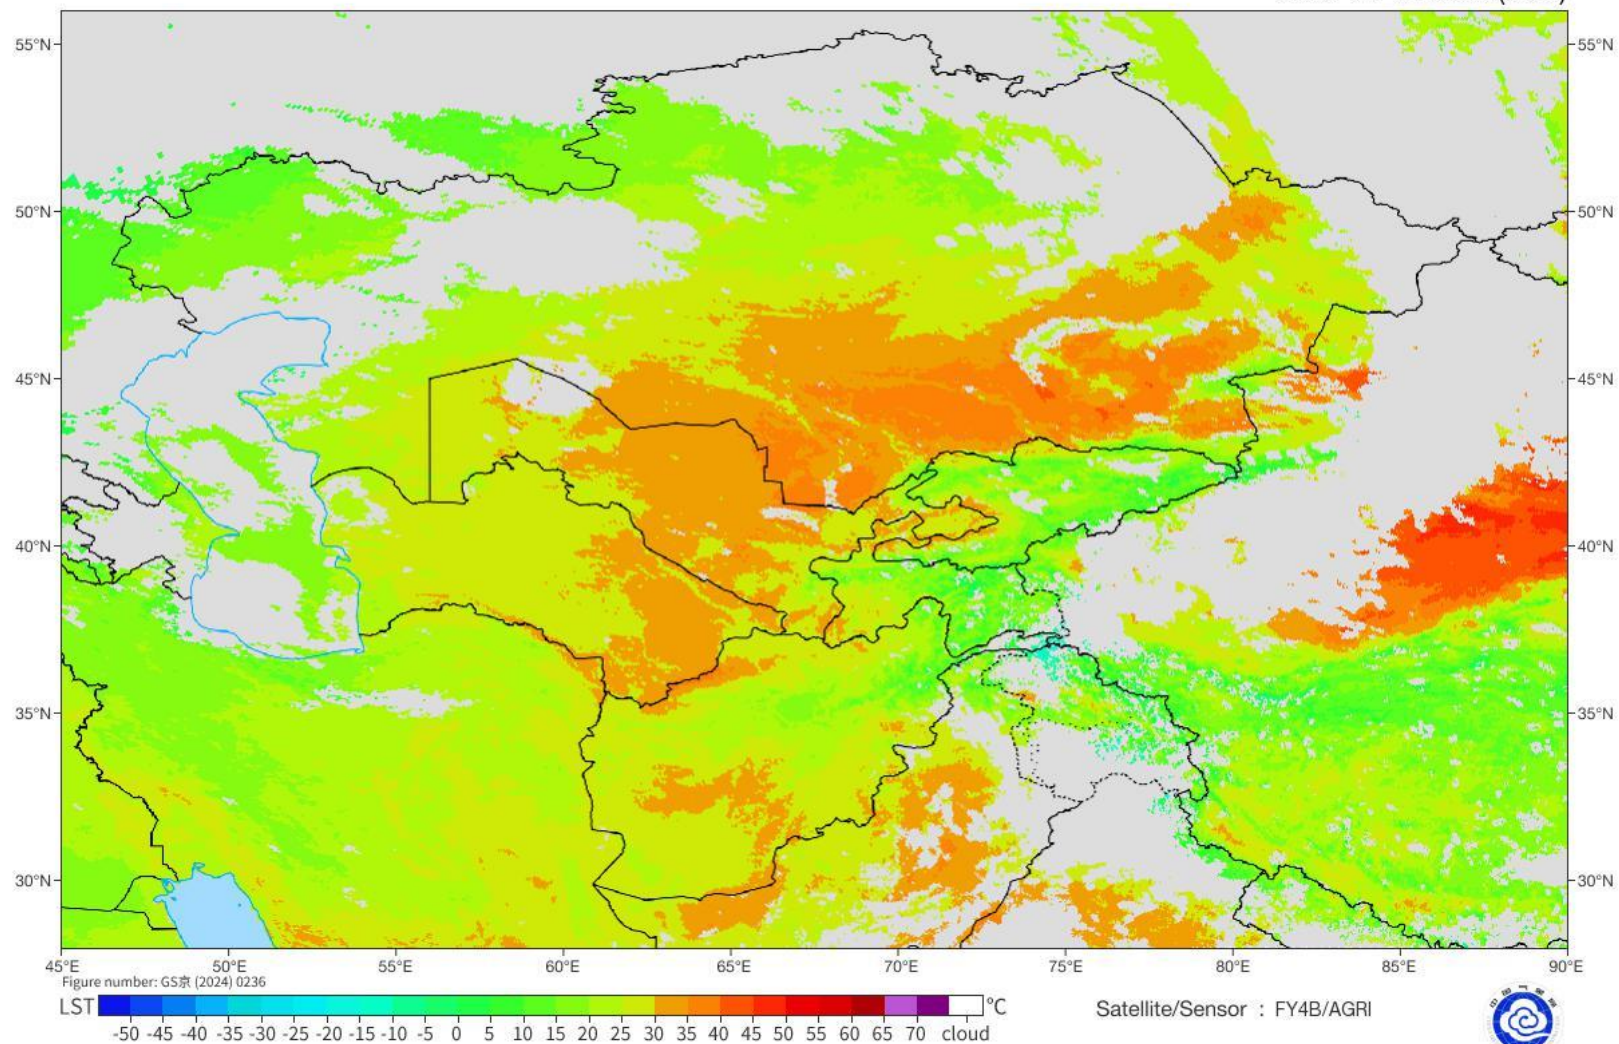 55°N 55°N
50°N 50°N
45°N 45°N
40°N 40°N
35°N 35°N
30°N 30°N
45°E 50°E 55°E 60°E 65°E 70°E 75°E 80°E 85°E 90°E
Figure number: GS京 (2024) 0236
LST °C Satellite/Sensor : FY4B/AGRI
-50 -45 -40 -35 -30 -25 -20 -15 -10 -5 0 5 10 15 20 25 30 35 40 45 50 55 60 65 70 cloud